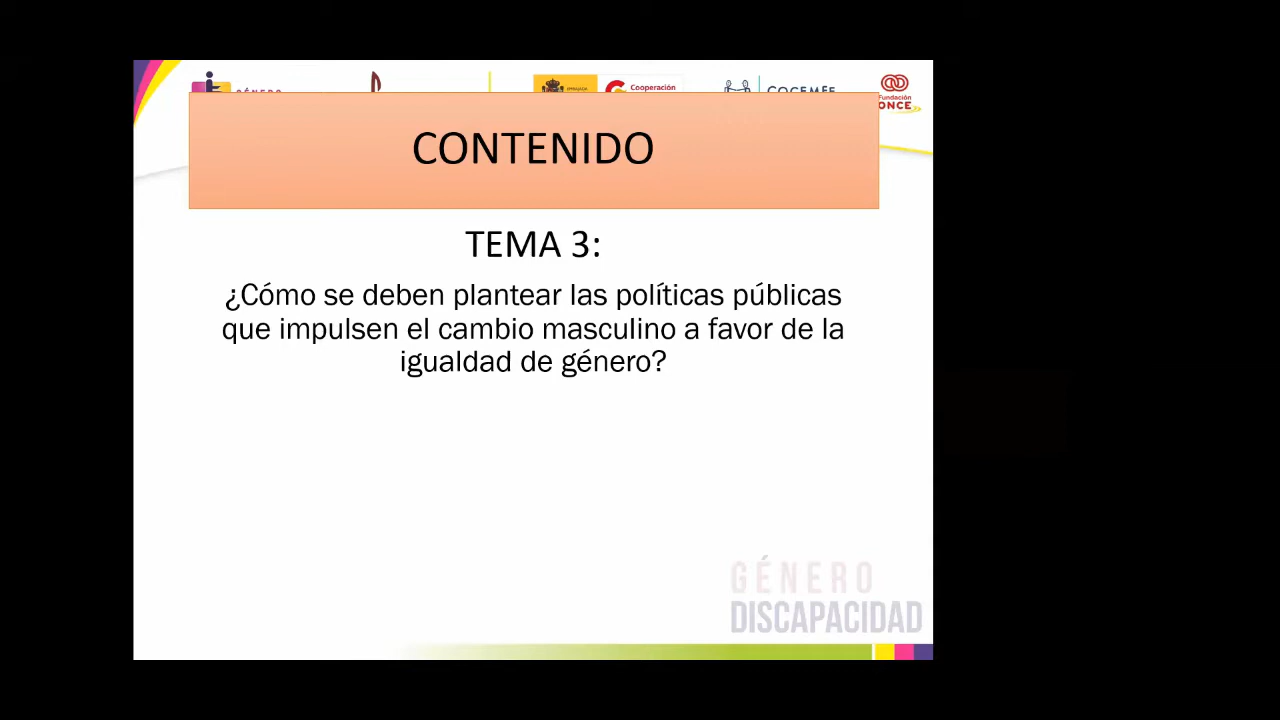 Cooperación
Fundación
ONCE
CONTENIDO
TEMA 3:
¿Cómo se deben plantear las políticas públicas
que impulsen el cambio masculino a favor de la
igualdad de género?
GÉNERO
DISCAPACIDAD